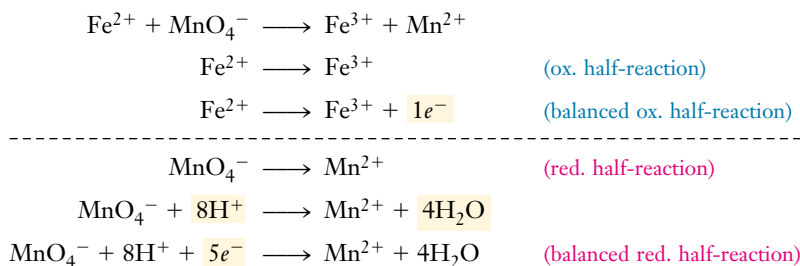 Fe²⁺ + MnO₄⁻ ⟶ Fe³⁺ + Mn²⁺
Fe²⁺ ⟶ Fe³⁺ (ox. half-reaction)
Fe²⁺ ⟶ Fe³⁺ + 1e⁻ (balanced ox. half-reaction)
MnO₄⁻ ⟶ Mn²⁺ (red. half-reaction)
MnO₄⁻ + 8H⁺ ⟶ Mn²⁺ + 4H₂O
MnO₄⁻ + 8H⁺ + 5e⁻ ⟶ Mn²⁺ + 4H₂O (balanced red. half-reaction)